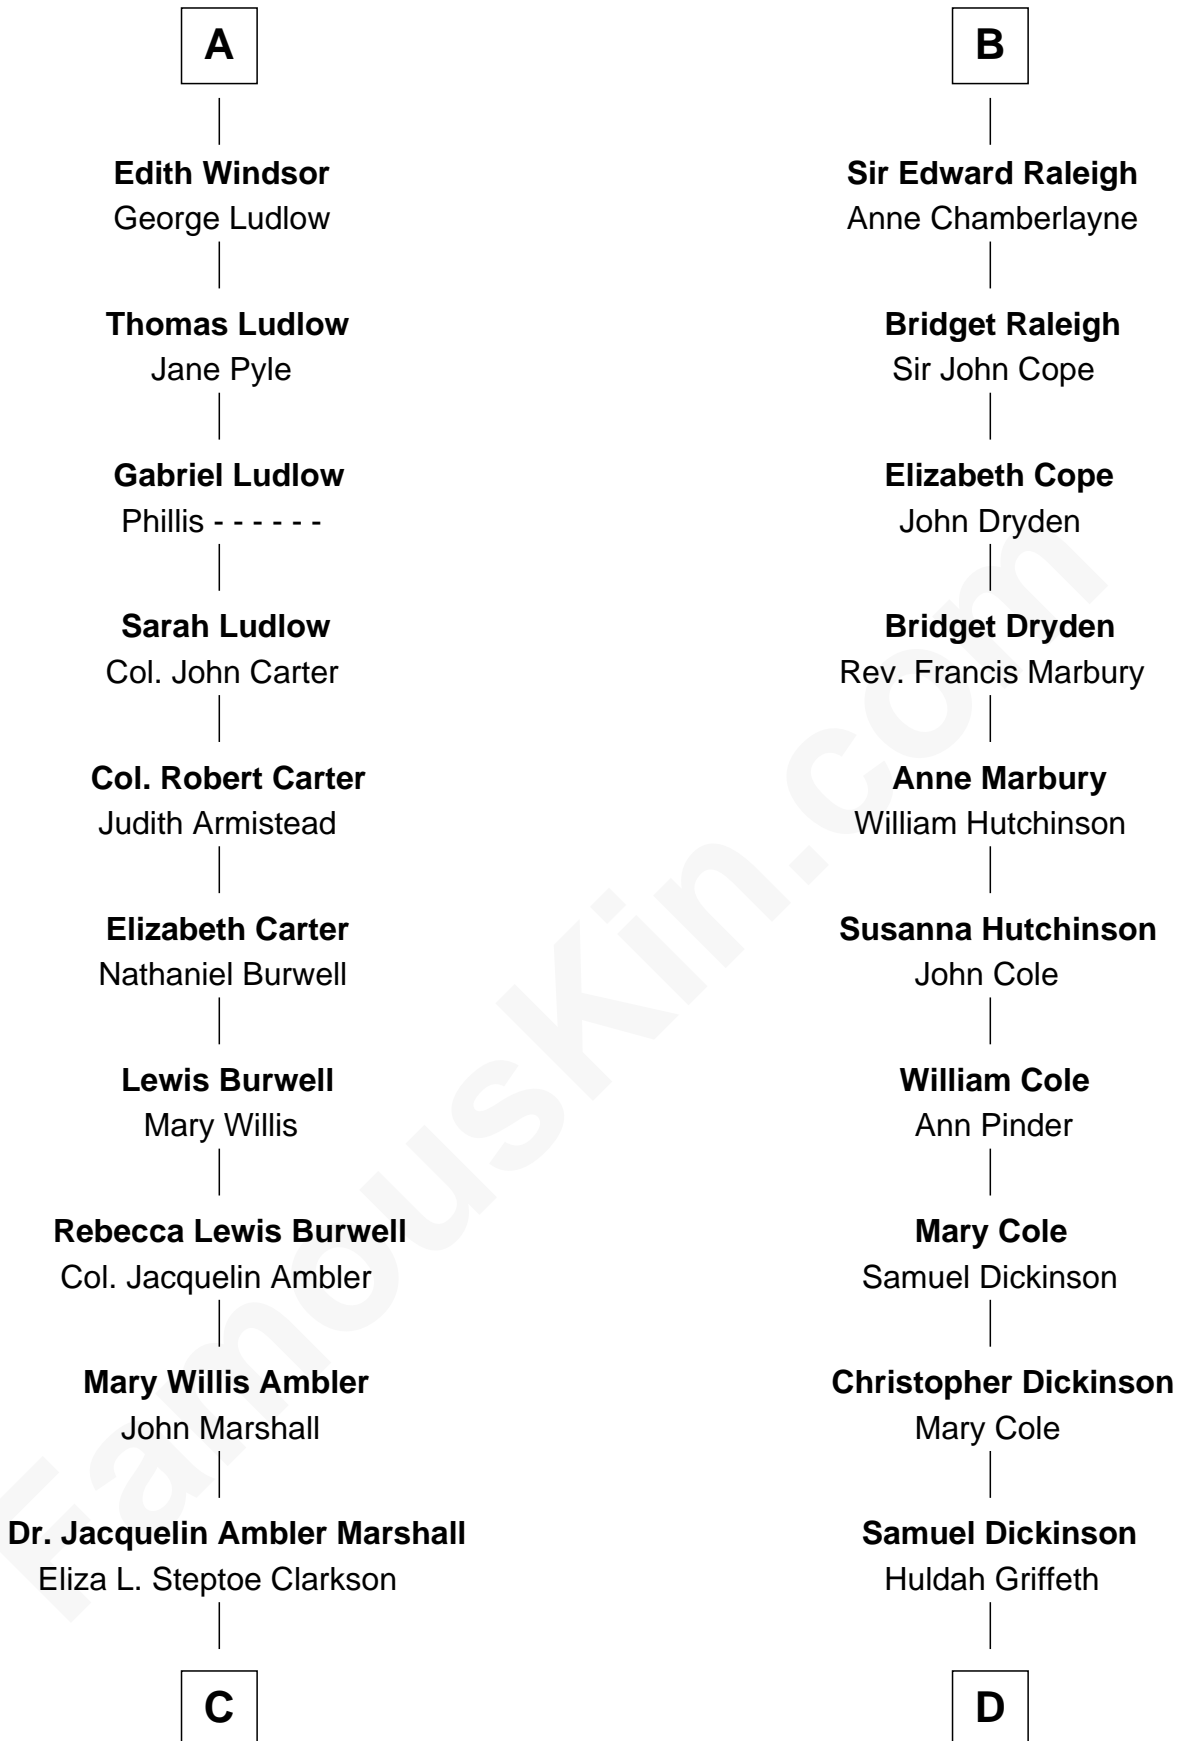 A
Edith Windsor
George Ludlow
Thomas Ludlow
Jane Pyle
Gabriel Ludlow
Phillis - - - - - -
Sarah Ludlow
Col. John Carter
Col. Robert Carter
Judith Armistead
Elizabeth Carter
Nathaniel Burwell
Lewis Burwell
Mary Willis
Rebecca Lewis Burwell
Col. Jacquelin Ambler
Mary Willis Ambler
John Marshall
Dr. Jacquelin Ambler Marshall
Eliza L. Steptoe Clarkson
C
B
Sir Edward Raleigh
Anne Chamberlayne
Bridget Raleigh
Sir John Cope
Elizabeth Cope
John Dryden
Bridget Dryden
Rev. Francis Marbury
Anne Marbury
William Hutchinson
Susanna Hutchinson
John Cole
William Cole
Ann Pinder
Mary Cole
Samuel Dickinson
Christopher Dickinson
Mary Cole
Samuel Dickinson
Huldah Griffeth
D
FamousKin.com